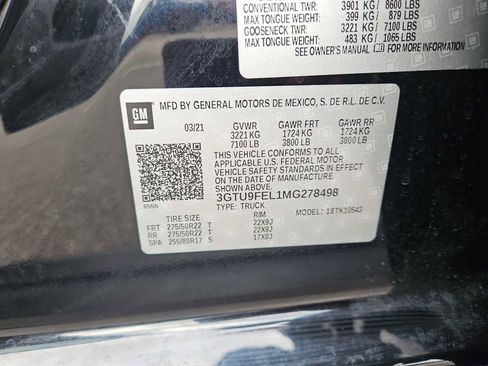 CONVENTIONAL TWR: 3901 KG/ 8600 LBS
MAX TONGUE WEIGHT: 399 KG / 879 LBS
GOOSENECK TWR: 3221 KG/ 7100 LBS
MAX TONGUE WEIGHT: 483 KG / 1065 LBS
SEE OWNER'S MANUAL FOR MORE INFORMATION
GM
MFD BY GENERAL MOTORS DE MEXICO, S. DE R.L. DE C.V.
03/21 GVWR GAWR FRT GAWR RR
3221 KG 1724 KG 1724 KG
7100 LB 3800 LB 3800 LB
THIS VEHICLE CONFORMS TO ALL
APPLICABLE U.S. FEDERAL MOTOR
VEHICLE SAFETY STANDARDS IN EFFECT ON
THE DATE OF MANUFACTURE SHOWN ABOVE.
3GTU9FEL1MG278498
TYPE: TRUCK MODEL: 18TK10543
TIRE SIZE RIM
FRT 275/50R22 T 22X9J
RR 275/50R22 T 22X9J
SPA 255/80R17 S 17X8J